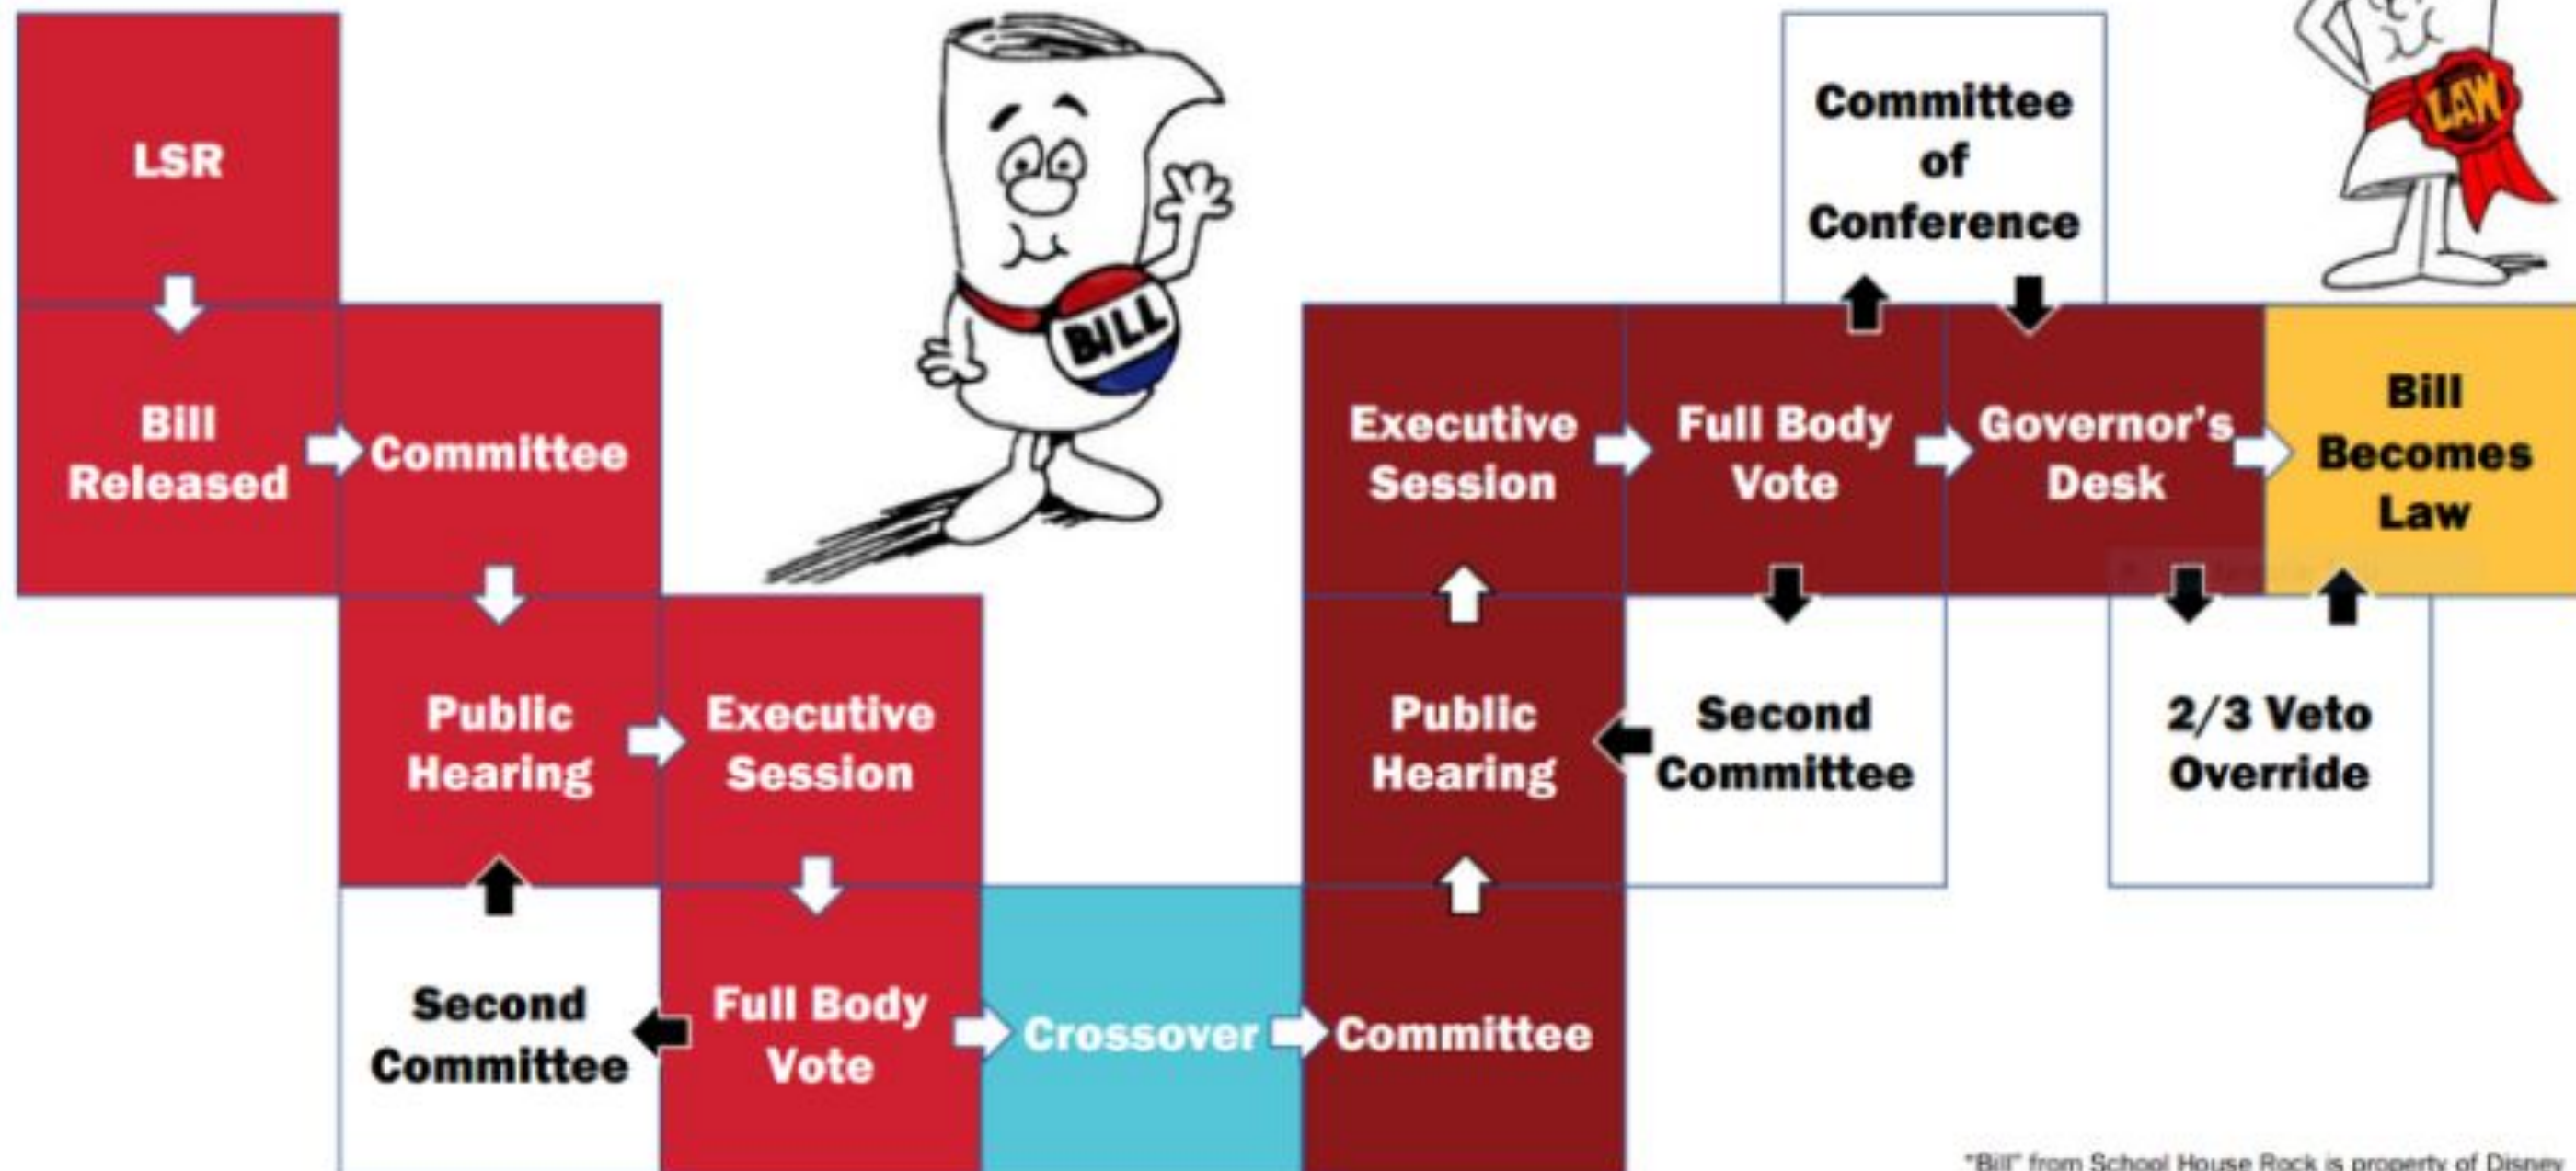 LSR
Bill
Released
Committee
Public
Hearing
Executive
Session
Second
Committee
Full Body
Vote
Crossover
Committee
Public
Hearing
Executive
Session
Full Body
Vote
Second
Committee
Committee
of
Conference
Governor's
Desk
2/3 Veto
Override
Bill
Becomes
Law
BILL
LAW
"Bill" from School House Rock is property of Disney